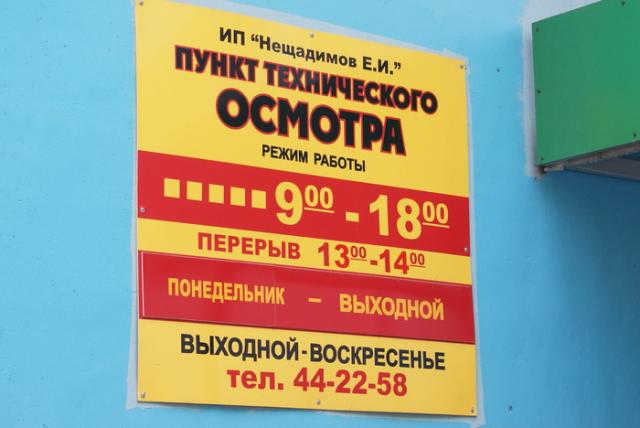 ИП "Нещадимов Е.И."
ПУНКТ ТЕХНИЧЕСКОГО
ОСМОТРА
РЕЖИМ РАБОТЫ
9⁰⁰ - 18⁰⁰
ПЕРЕРЫВ 13⁰⁰-14⁰⁰
ПОНЕДЕЛЬНИК – ВЫХОДНОЙ
ВЫХОДНОЙ-ВОСКРЕСЕНЬЕ
тел. 44-22-58